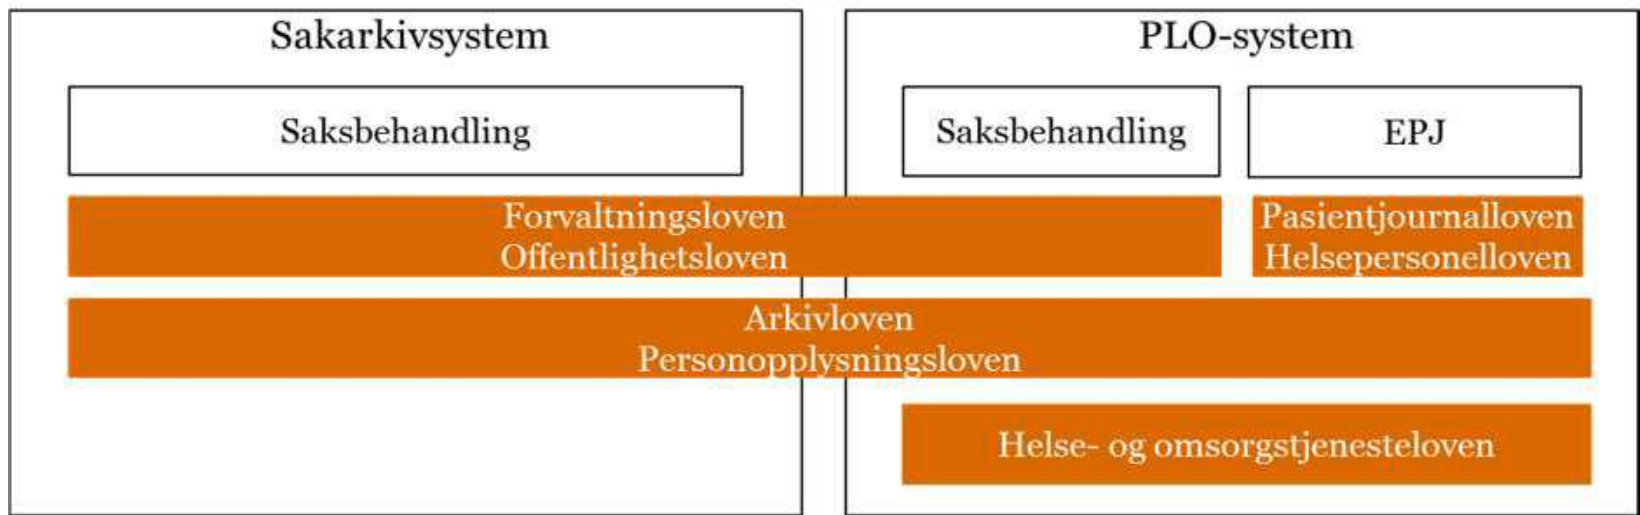 Sakarkivsystem
PLO-system
Saksbehandling
Saksbehandling
EPJ
Forvaltningsloven
Offentlighetsloven
Pasientjournalloven
Helsepersonelloven
Arkivloven
Personopplysningsloven
Helse- og omsorgstjenesteloven